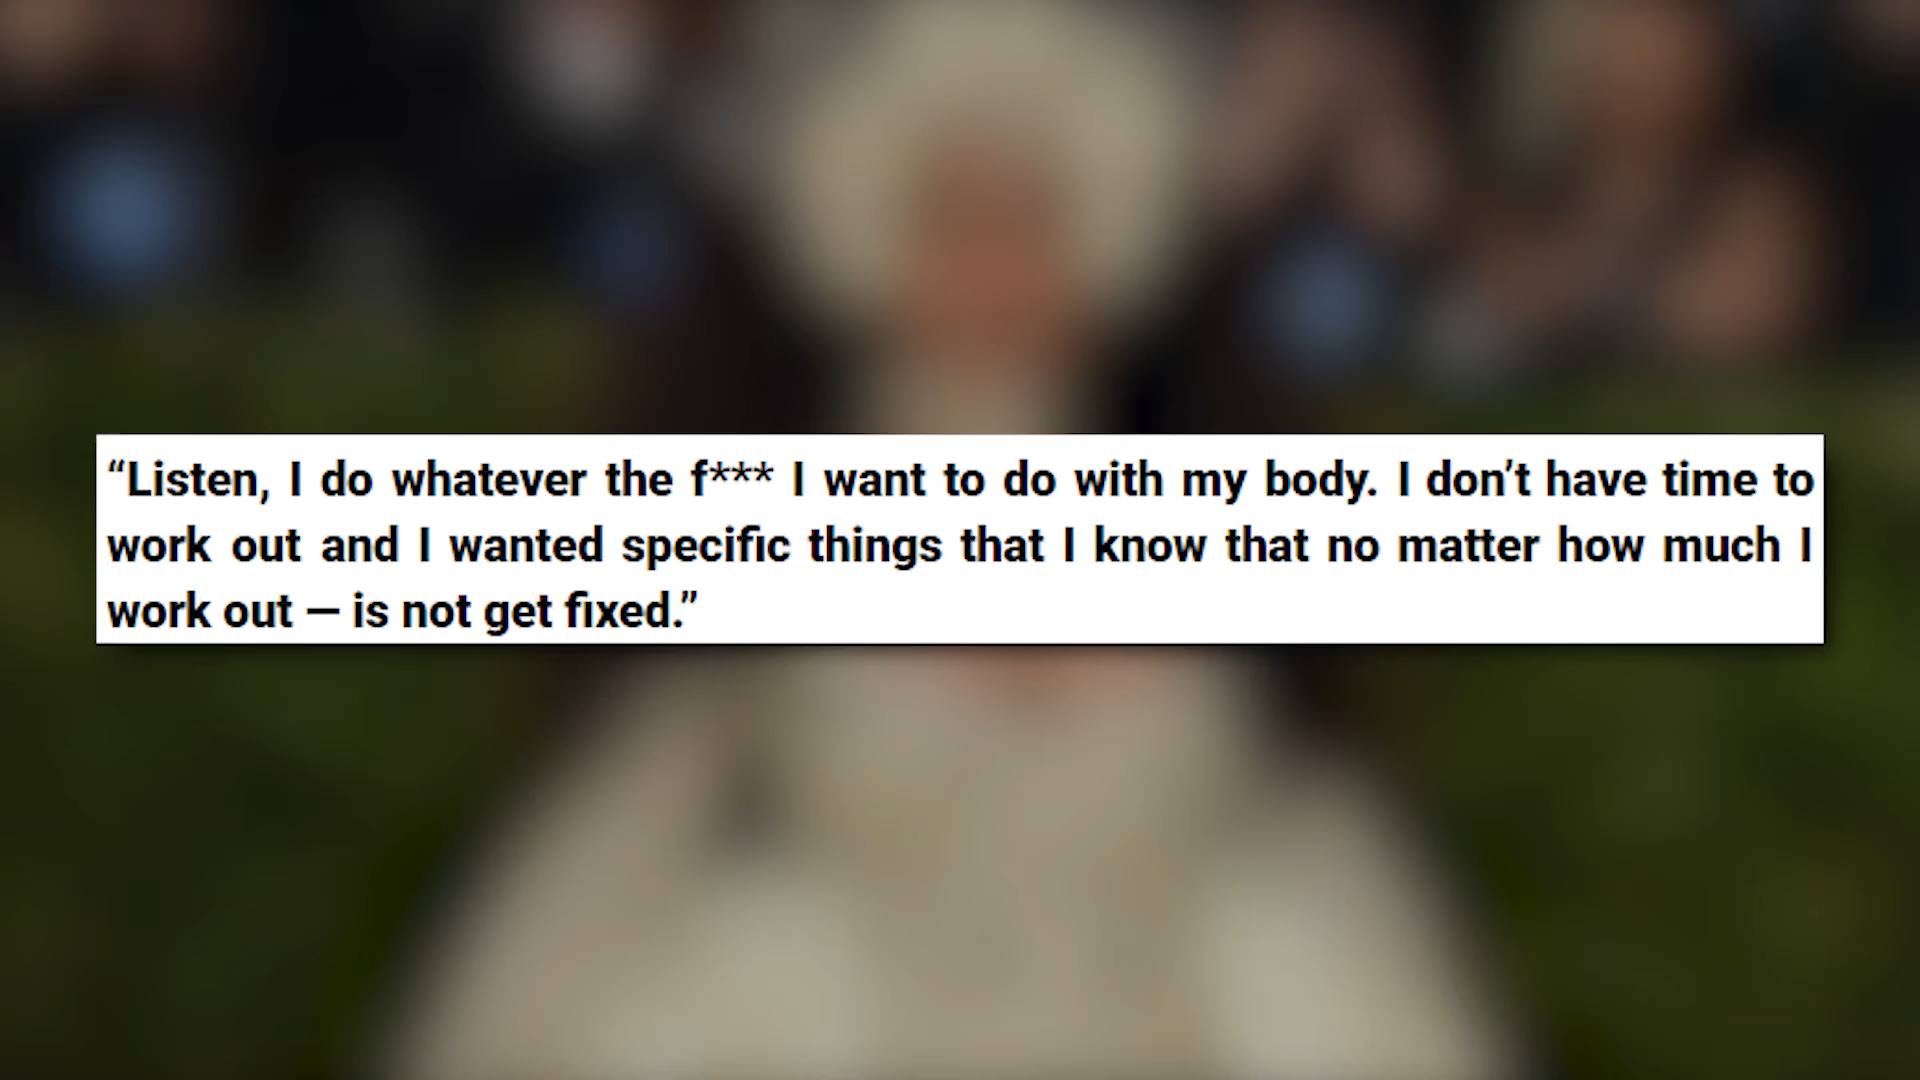 “Listen, I do whatever the f*** I want to do with my body. I don’t have time to
work out and I wanted specific things that I know that no matter how much I
work out — is not get fixed.”